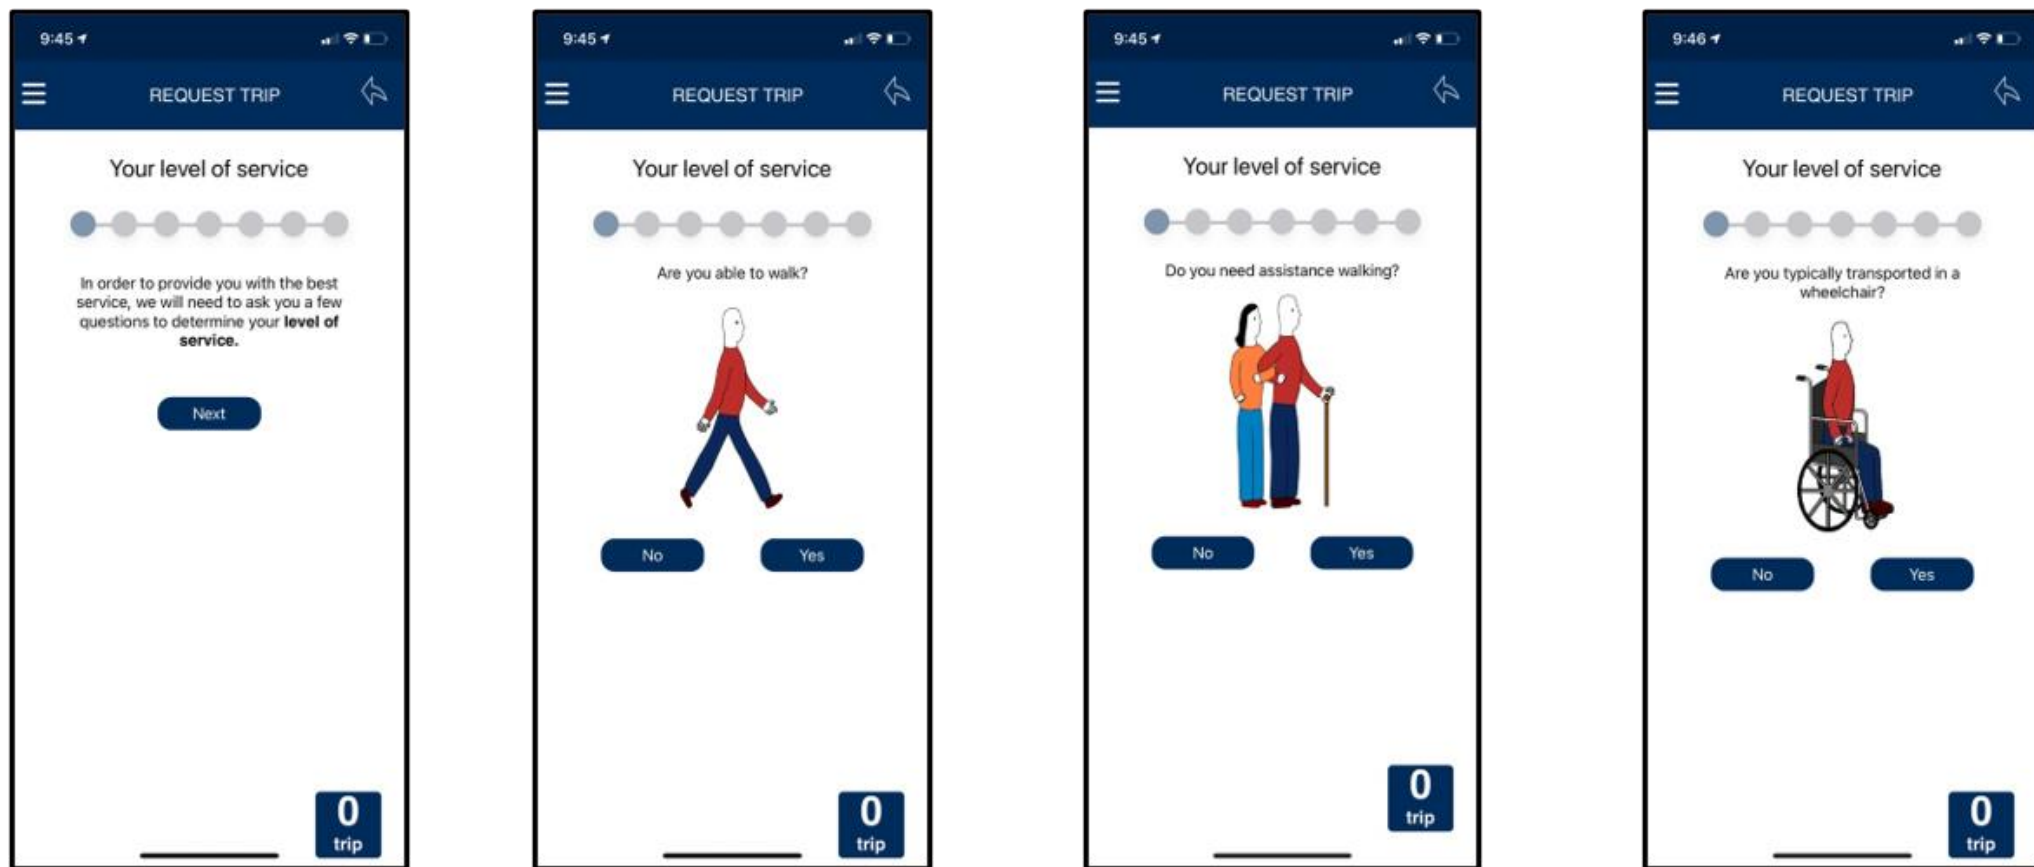 9:45
REQUEST TRIP
Your level of service
In order to provide you with the best
service, we will need to ask you a few
questions to determine your level of
service.
Next
0
trip
9:45
REQUEST TRIP
Your level of service
Are you able to walk?
No
Yes
0
trip
9:45
REQUEST TRIP
Your level of service
Do you need assistance walking?
No
Yes
0
trip
9:46
REQUEST TRIP
Your level of service
Are you typically transported in a
wheelchair?
No
Yes
0
trip